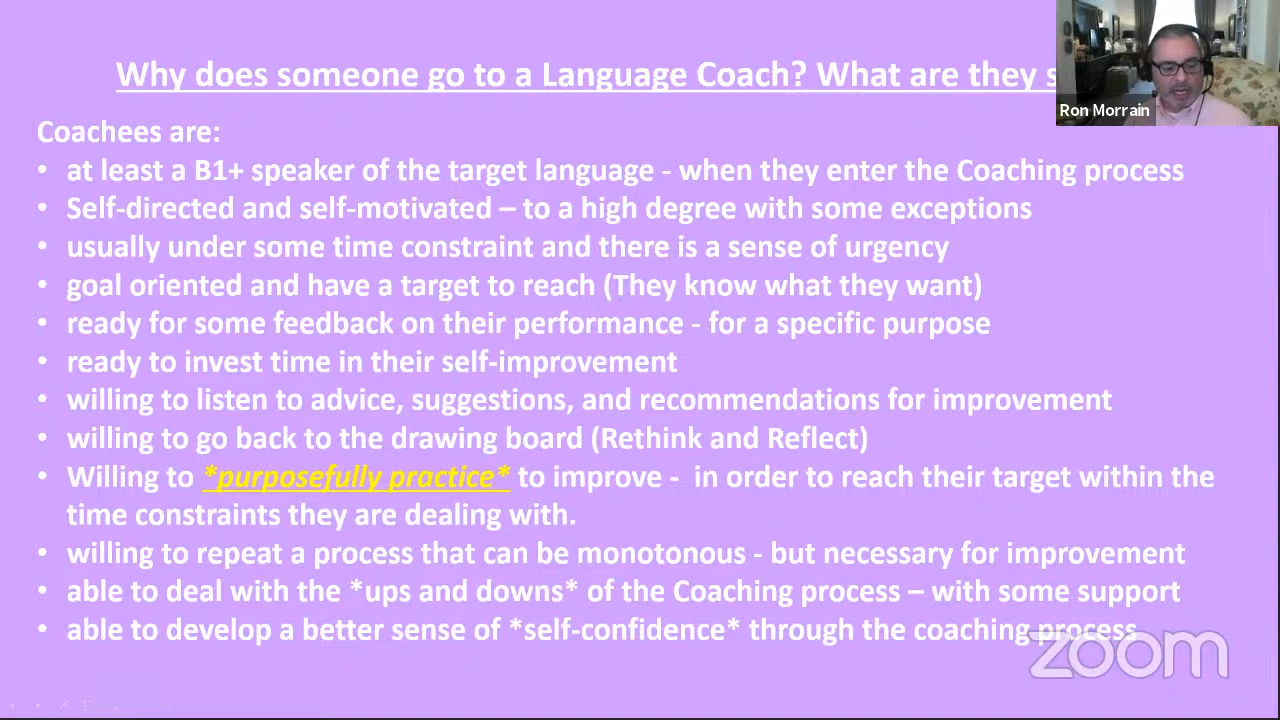 Why does someone go to a Language Coach? What are they
Ron Morrain
Coachees are:
• at least a B1+ speaker of the target language - when they enter the Coaching process
• Self-directed and self-motivated – to a high degree with some exceptions
• usually under some time constraint and there is a sense of urgency
• goal oriented and have a target to reach (They know what they want)
• ready for some feedback on their performance - for a specific purpose
• ready to invest time in their self-improvement
• willing to listen to advice, suggestions, and recommendations for improvement
• willing to go back to the drawing board (Rethink and Reflect)
• Willing to *purposefully practice* to improve - in order to reach their target within the
time constraints they are dealing with.
• willing to repeat a process that can be monotonous - but necessary for improvement
• able to deal with the *ups and downs* of the Coaching process – with some support
• able to develop a better sense of *self-confidence* through the coaching process
zoom